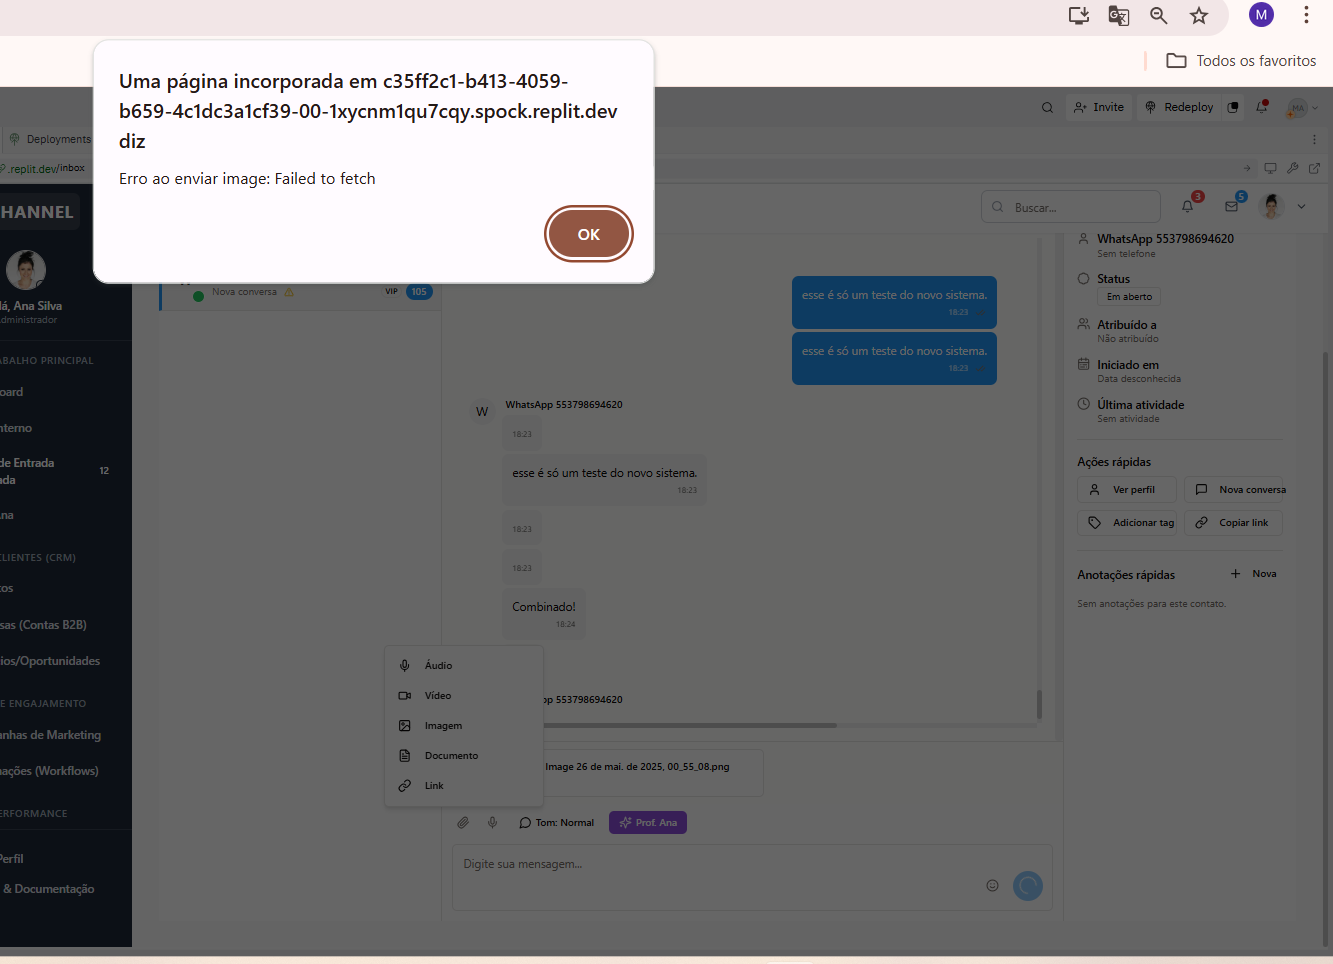 M
Todos os favoritos
Uma página incorporada em c35ff2c1-b413-4059-
b659-4c1dc3a1cf39-00-1xycnm1qu7cqy.spock.replit.dev
diz
Erro ao enviar image: Failed to fetch
OK
Invite
Redeploy
MA
Deployments
.replit.dev/inbox
HANNEL
Buscar...
3
5
lá, Ana Silva
dministrador
ABALHO PRINCIPAL
oard
nterno
de Entrada
ada
12
na
CLIENTES (CRM)
tos
sas (Contas B2B)
ios/Oportunidades
E ENGAJAMENTO
nhas de Marketing
ações (Workflows)
ERFORMANCE
Perfil
& Documentação
Nova conversa
VIP
105
esse é só um teste do novo sistema.
18:23
esse é só um teste do novo sistema.
18:23
W
WhatsApp 553798694620
18:23
esse é só um teste do novo sistema.
18:23
18:23
18:23
Combinado!
18:24
pp 553798694620
Áudio
Vídeo
Imagem
Documento
Link
Image 26 de mai. de 2025, 00_55_08.png
Tom: Normal
Prof. Ana
Digite sua mensagem...
WhatsApp 553798694620
Sem telefone
Status
Em aberto
Atribuído a
Não atribuído
Iniciado em
Data desconhecida
Última atividade
Sem atividade
Ações rápidas
Ver perfil
Nova conversa
Adicionar tag
Copiar link
Anotações rápidas
Nova
Sem anotações para este contato.